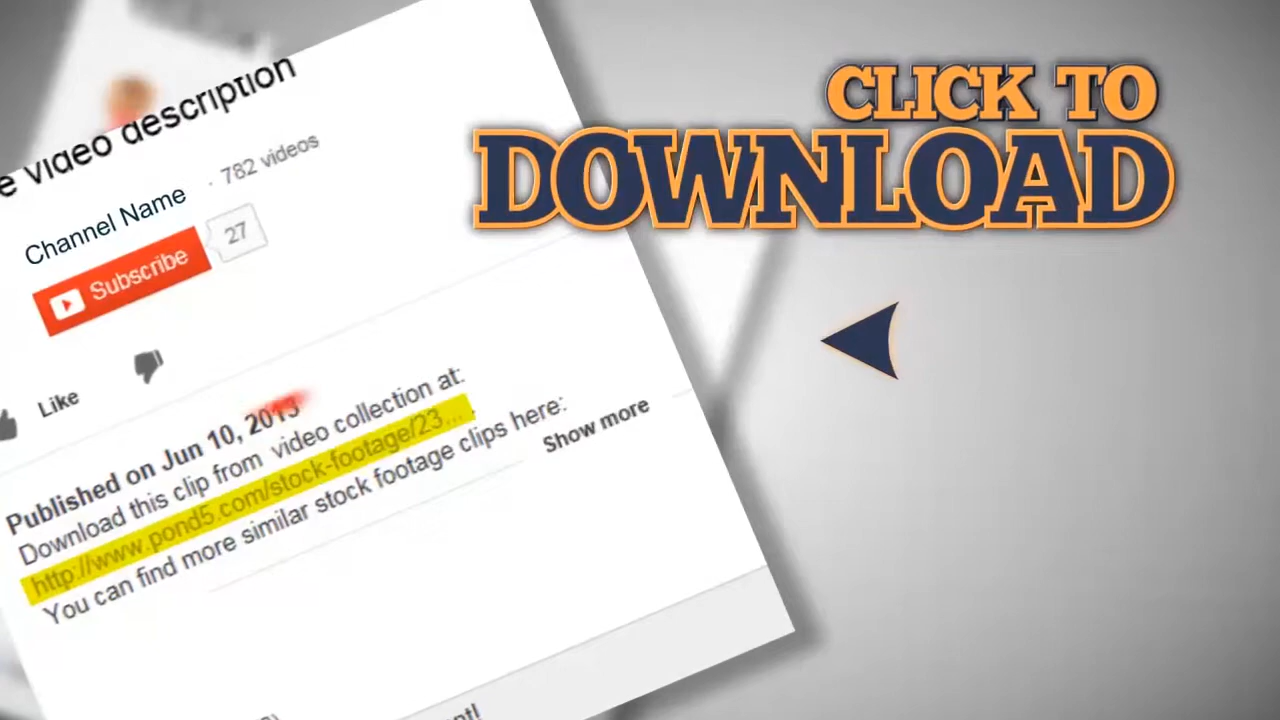 CLICK TO
DOWNLOAD
e video description
Channel Name · 782 videos
Subscribe 27
Like
Published on Jun 10, 2013
Download this clip from video collection at:
http://www.pond5.com/stock-footage/23... .
You can find more similar stock footage clips here:
Show more